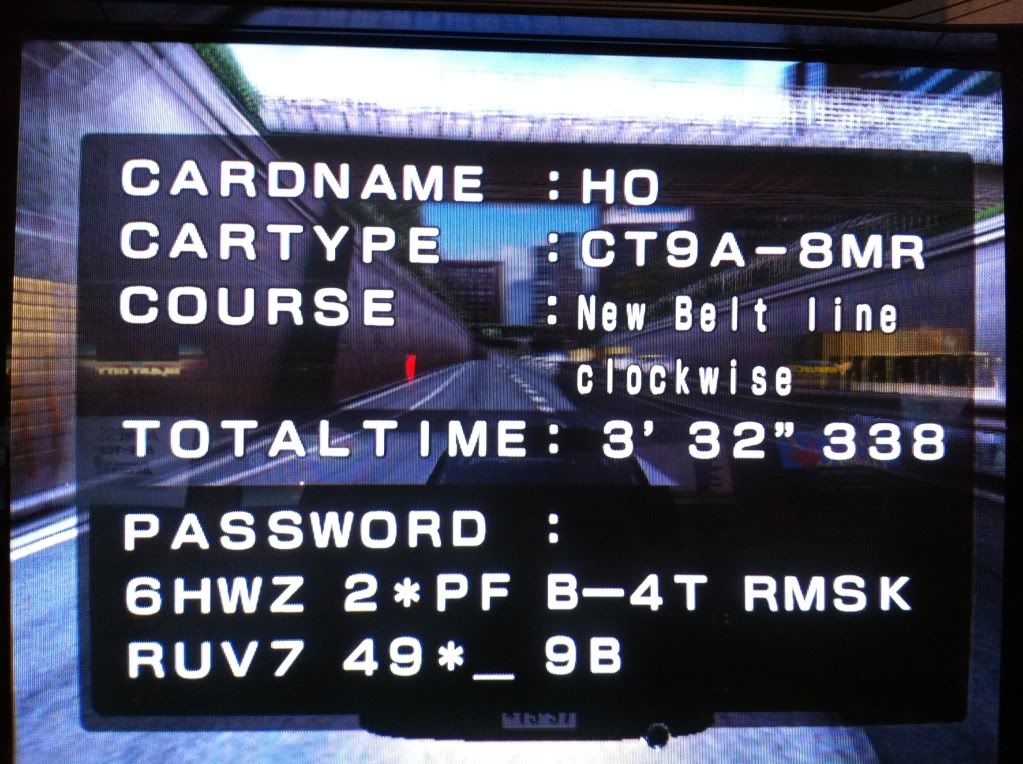 CARDNAME : HO
CARTYPE : CT9A-8MR
COURSE : New Belt line
clockwise
TOTALTIME : 3' 32" 338
PASSWORD :
6HWZ 2*PF B-4T RMSK
RUV7 49*_ 9B